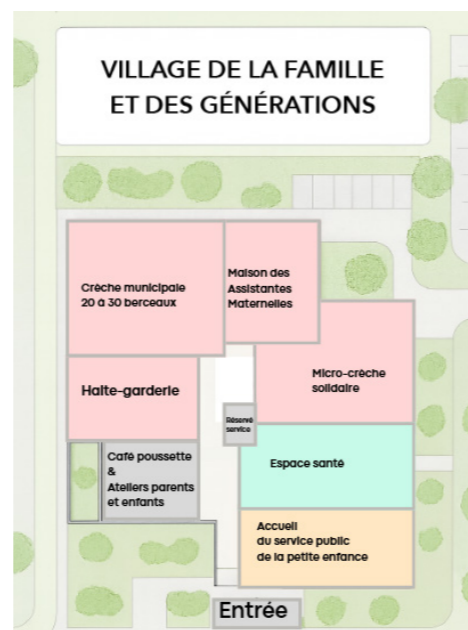 VILLAGE DE LA FAMILLE
ET DES GÉNÉRATIONS
Crèche municipale
20 à 30 berceaux
Maison des
Assistantes
Maternelles
Halte-garderie
Micro-crèche
solidaire
Réservé
service
Café poussette
&
Ateliers parents
et enfants
Espace santé
Accueil
du service public
de la petite enfance
Entrée